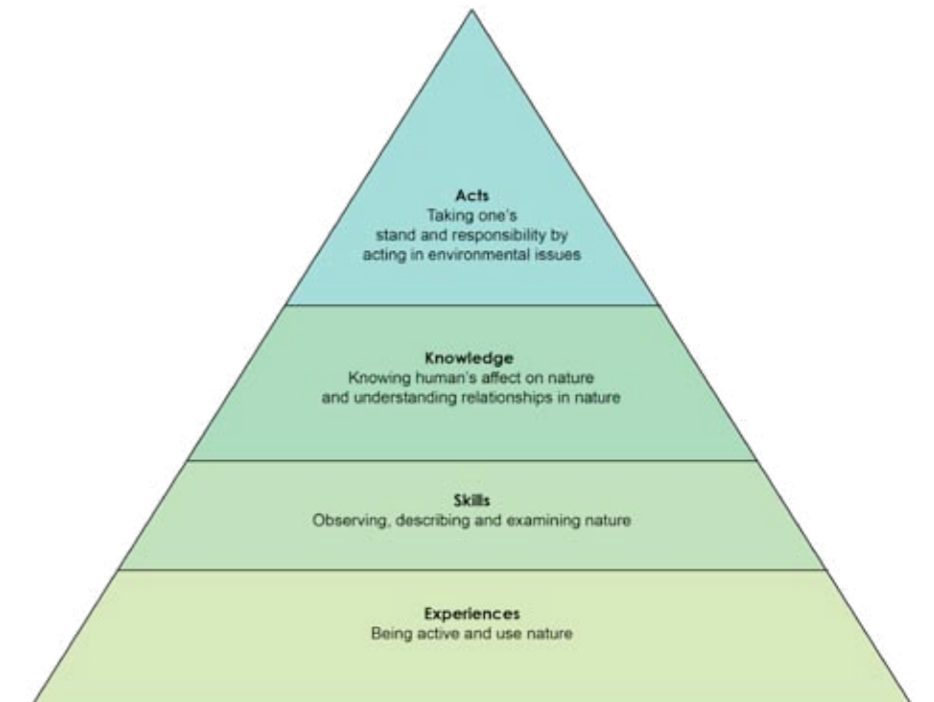 Acts
Taking one's
stand and responsibility by
acting in environmental issues
Knowledge
Knowing human's affect on nature
and understanding relationships in nature
Skills
Observing, describing and examining nature
Experiences
Being active and use nature